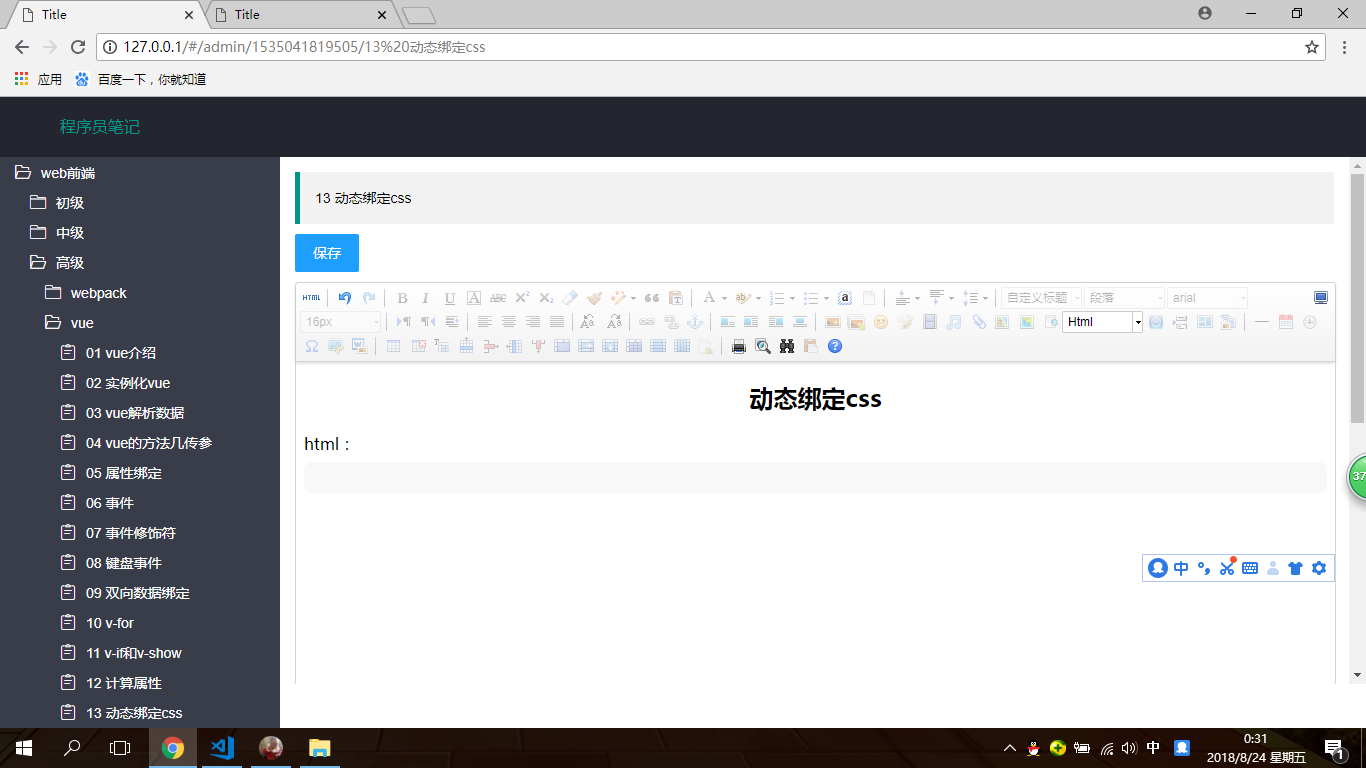 Title
Title
127.0.0.1/#/admin/1535041819505/13%20动态绑定css
应用
百度一下，你就知道
程序员笔记
web前端
初级
中级
高级
webpack
vue
01 vue介绍
02 实例化vue
03 vue解析数据
04 vue的方法几传参
05 属性绑定
06 事件
07 事件修饰符
08 键盘事件
09 双向数据绑定
10 v-for
11 v-if和v-show
12 计算属性
13 动态绑定css
13 动态绑定css
保存
HTML
B I U A ABC X² X₂
A
ab
a
自定义标题
段落
arial
16px
Html
动态绑定css
html：
37
中
中
0:31
2018/8/24 星期五
1